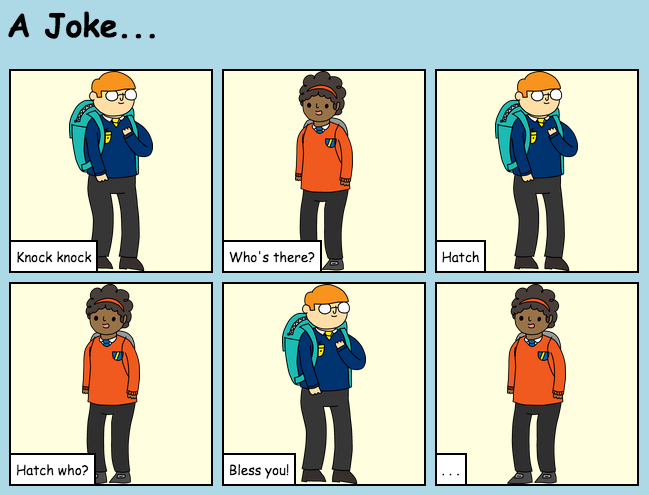 A Joke...
Knock knock
Who's there?
Hatch
Hatch who?
Bless you!
. . .